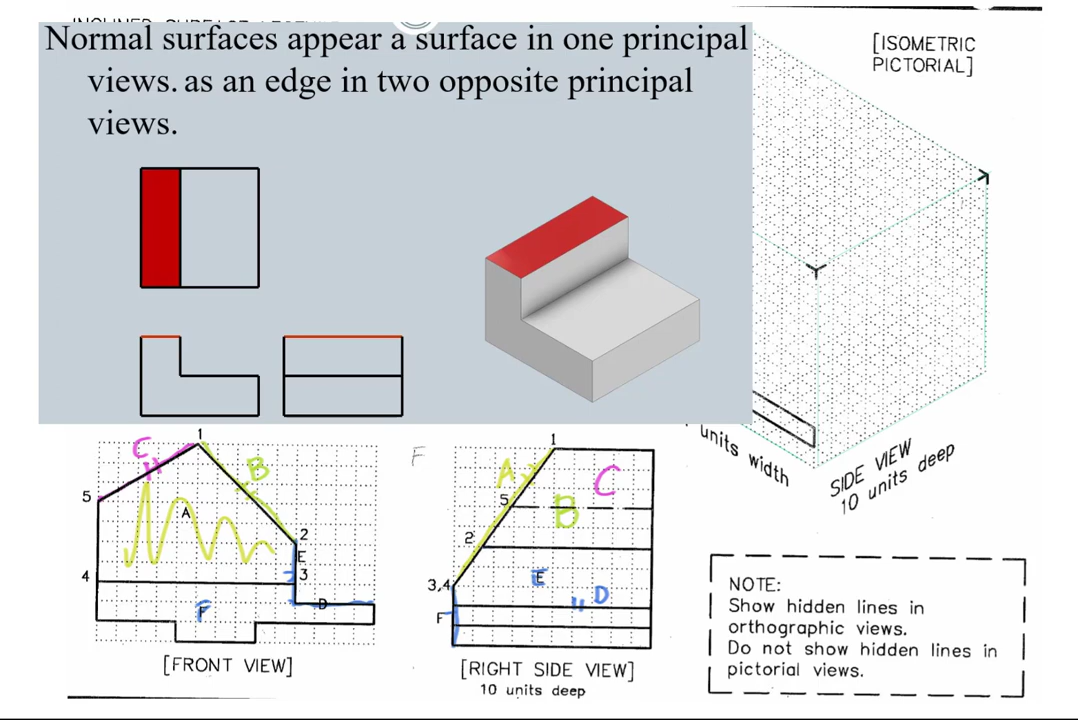 Normal surfaces appear a surface in one principal
views. as an edge in two opposite principal
views.
[ISOMETRIC
PICTORIAL]
units width
SIDE VIEW
10 units deep
1
C
B
5
A
2
E
3
4
F
D
[FRONT VIEW]
F
1
A
C
5
B
2
E
3,4
D
F
[RIGHT SIDE VIEW]
10 units deep
NOTE:
Show hidden lines in
orthographic views.
Do not show hidden lines in
pictorial views.